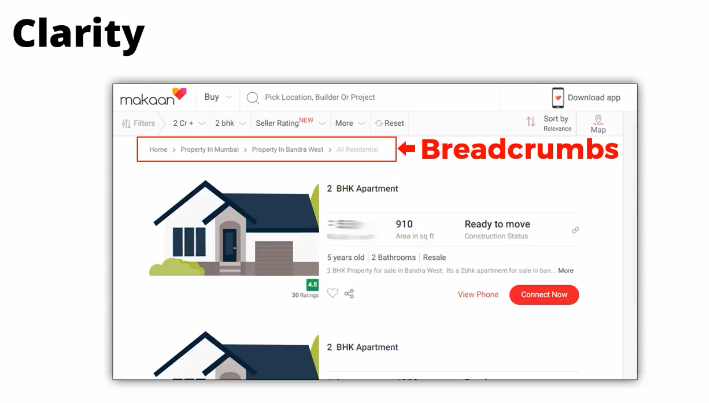 Clarity
makaan
Buy
Pick Location, Builder Or Project
Download app
Filters
2 Cr +
2 bhk
Seller Rating NEW
More
Reset
Sort by
Relevance
Map
Home > Property In Mumbai > Property In Bandra West > All Residential
Breadcrumbs
2 BHK Apartment
910
Area in sq ft
Ready to move
Construction Status
5 years old | 2 Bathrooms | Resale
2 BHK Property for sale in Bandra West: Its a 2bhk apartment for sale in ban... More
4.5
30 Ratings
View Phone
Connect Now
2 BHK Apartment